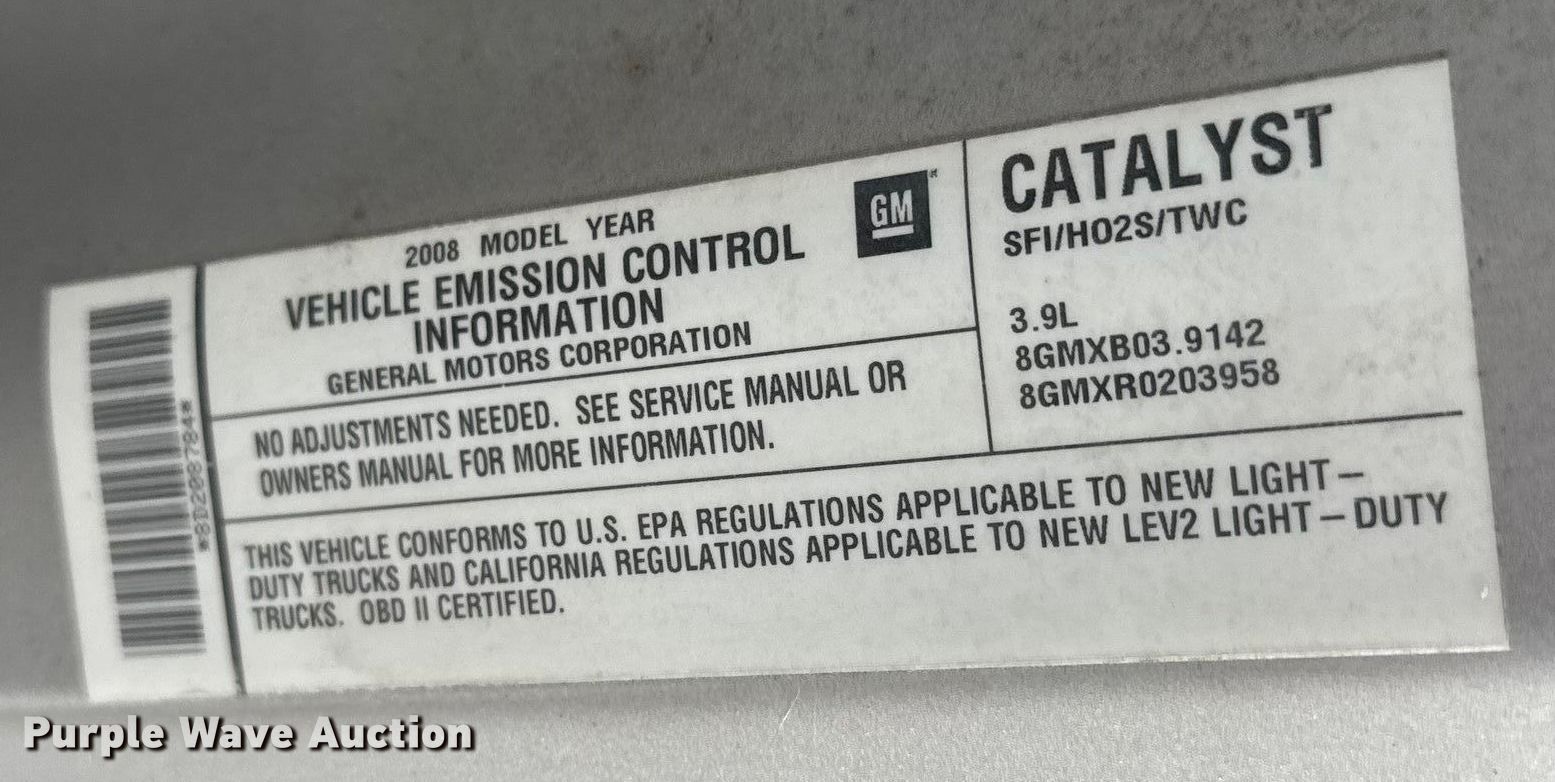 2008 MODEL YEAR
VEHICLE EMISSION CONTROL
INFORMATION
GENERAL MOTORS CORPORATION
GM
NO ADJUSTMENTS NEEDED. SEE SERVICE MANUAL OR
OWNERS MANUAL FOR MORE INFORMATION.
CATALYST
SFI/HO2S/TWC
3.9L
8GMXB03.9142
8GMXR0203958
THIS VEHICLE CONFORMS TO U.S. EPA REGULATIONS APPLICABLE TO NEW LIGHT–
DUTY TRUCKS AND CALIFORNIA REGULATIONS APPLICABLE TO NEW LEV2 LIGHT–DUTY
TRUCKS. OBD II CERTIFIED.
Purple Wave Auction